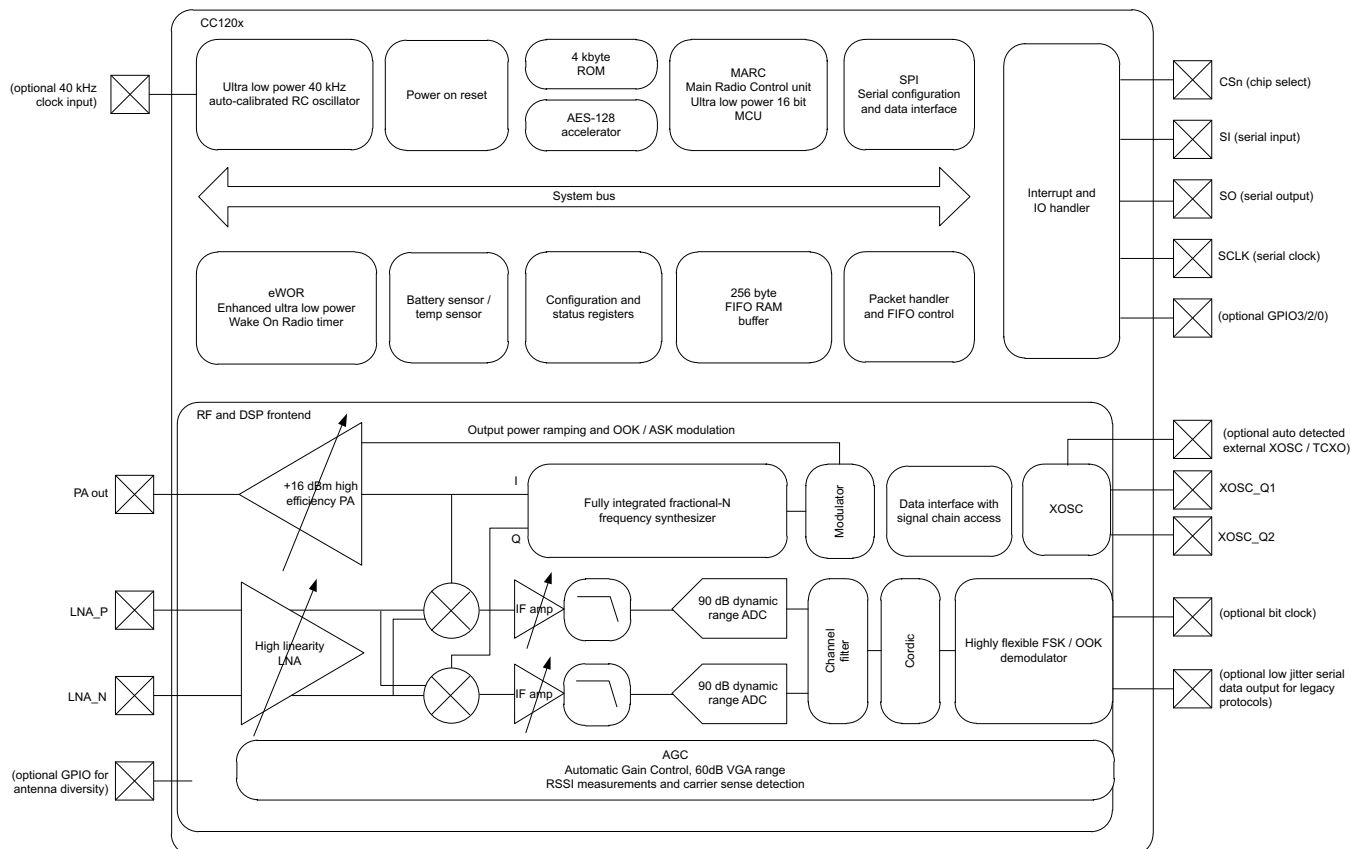 CC120x
(optional 40 kHz
clock input)
Ultra low power 40 kHz
auto-calibrated RC oscillator
Power on reset
4 kbyte
ROM
AES-128
accelerator
MARC
Main Radio Control unit
Ultra low power 16 bit
MCU
SPI
Serial configuration
and data interface
Interrupt and
IO handler
CSn (chip select)
SI (serial input)
SO (serial output)
SCLK (serial clock)
(optional GPIO3/2/0)
System bus
eWOR
Enhanced ultra low power
Wake On Radio timer
Battery sensor /
temp sensor
Configuration and
status registers
256 byte
FIFO RAM
buffer
Packet handler
and FIFO control
RF and DSP frontend
Output power ramping and OOK / ASK modulation
(optional auto detected
external XOSC / TCXO)
PA out
+16 dBm high
efficiency PA
I
Q
Fully integrated fractional-N
frequency synthesizer
Modulator
Data interface with
signal chain access
XOSC
XOSC_Q1
XOSC_Q2
LNA_P
LNA_N
High linearity
LNA
IF amp
90 dB dynamic
range ADC
IF amp
90 dB dynamic
range ADC
Channel
filter
Cordic
Highly flexible FSK / OOK
demodulator
(optional bit clock)
(optional low jitter serial
data output for legacy
protocols)
(optional GPIO for
antenna diversity)
AGC
Automatic Gain Control, 60dB VGA range
RSSI measurements and carrier sense detection